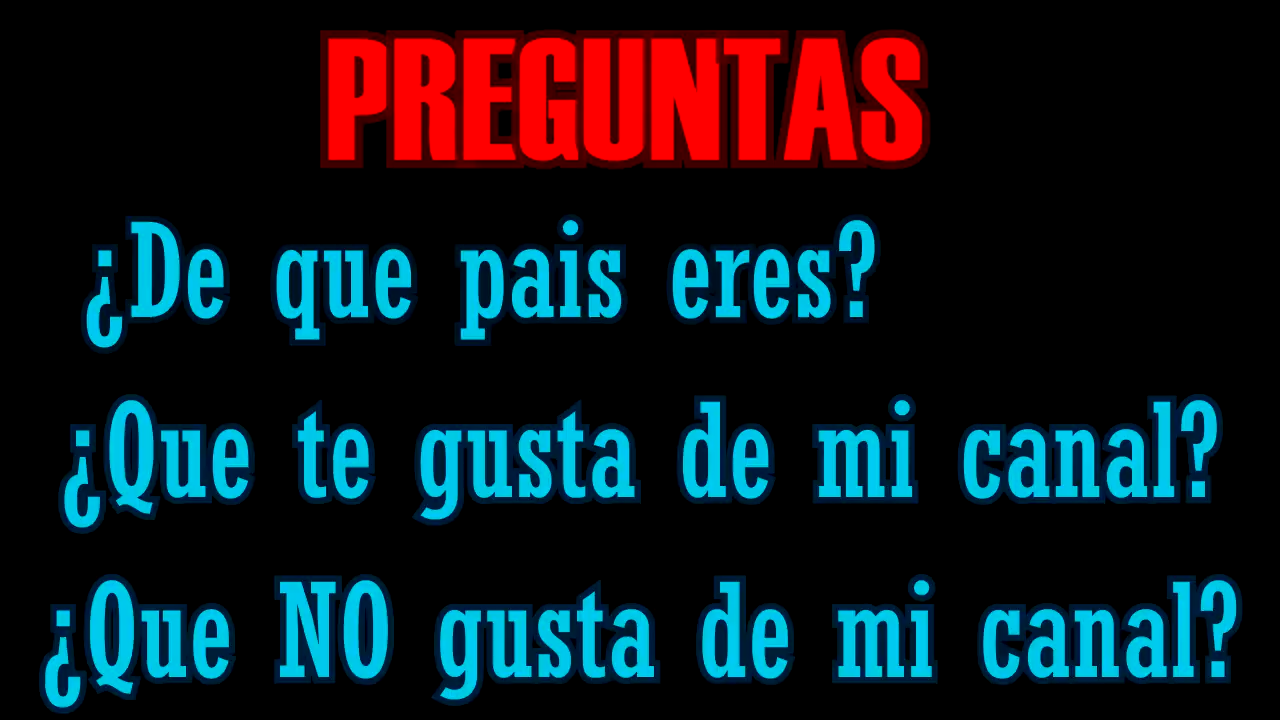 PREGUNTAS
¿De que pais eres?
¿Que te gusta de mi canal?
¿Que NO gusta de mi canal?